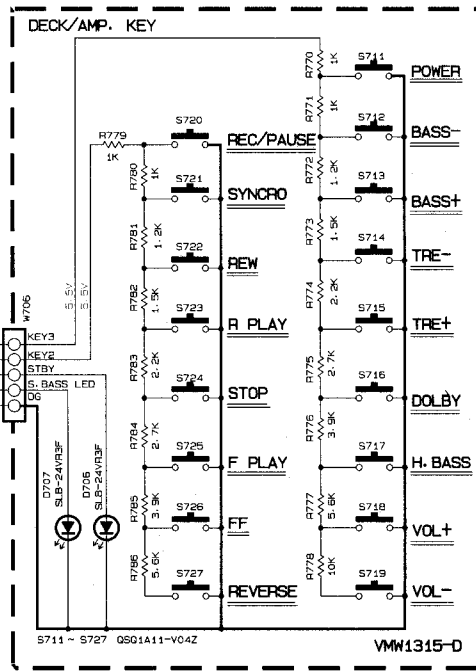 DECK/AMP. KEY
R770
1K
S711
POWER
R771
1K
S712
BASS-
R772
1.2K
S713
BASS+
R773
1.5K
S714
TRE-
R774
2.2K
S715
TRE+
R775
2.7K
S716
DOLBY
R776
3.9K
S717
H.BASS
R777
5.6K
S718
VOL+
R778
10K
S719
VOL-
R779
1K
S720
REC/PAUSE
R780
1K
S721
SYNCRO
R781
1.2K
S722
REW
R782
1.5K
S723
R PLAY
R783
2.2K
S724
STOP
R784
2.7K
S725
F PLAY
R785
3.9K
S726
FF
R786
5.6K
S727
REVERSE
5.5V
5.5V
W706
KEY3
KEY2
STBY
S.BASS LED
DG
D707
SLB-24VR3F
D706
SLB-24VR3F
S711 ~ S727 QSQ1A11-V04Z
VMW1315-D